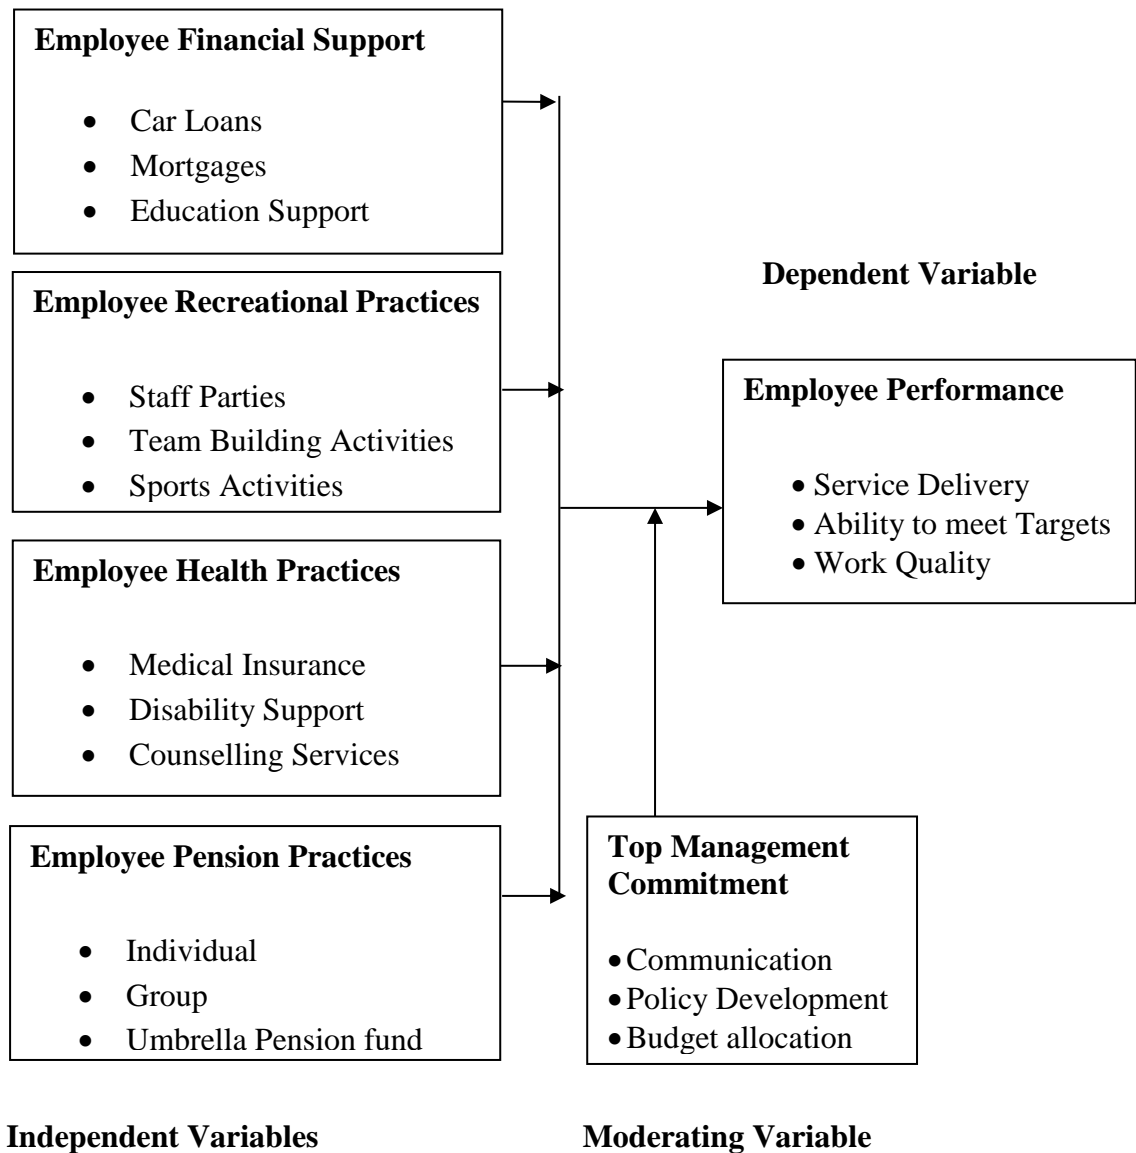 Employee Financial Support
• Car Loans
• Mortgages
• Education Support
Employee Recreational Practices
• Staff Parties
• Team Building Activities
• Sports Activities
Employee Health Practices
• Medical Insurance
• Disability Support
• Counselling Services
Employee Pension Practices
• Individual
• Group
• Umbrella Pension fund
Independent Variables
Dependent Variable
Employee Performance
• Service Delivery
• Ability to meet Targets
• Work Quality
Top Management
Commitment
• Communication
• Policy Development
• Budget allocation
Moderating Variable